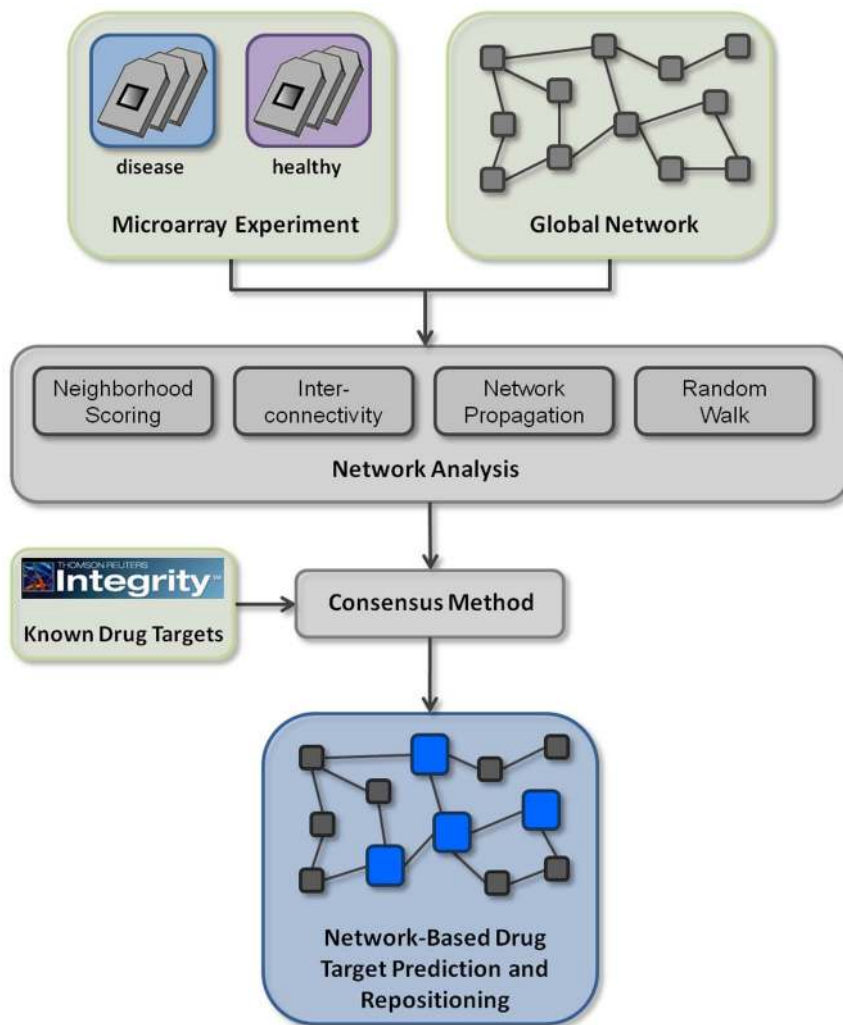 disease
healthy
Microarray Experiment
Global Network
Neighborhood
Scoring
Inter-
connectivity
Network
Propagation
Random
Walk
Network Analysis
THOMSON REUTERS
Integrity℠
Known Drug Targets
Consensus Method
Network-Based Drug
Target Prediction and
Repositioning